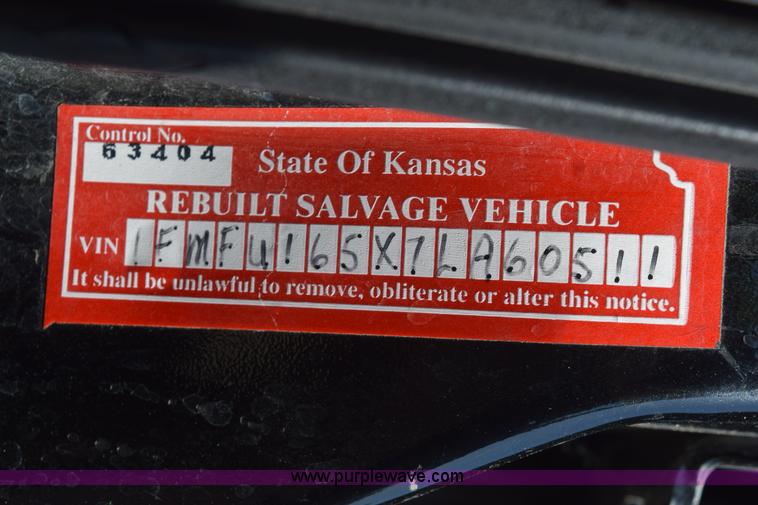 Control No.
63404
State Of Kansas
REBUILT SALVAGE VEHICLE
VIN 1FMFU165X7LA60511
It shall be unlawful to remove, obliterate or alter this notice.
www.purplewave.com